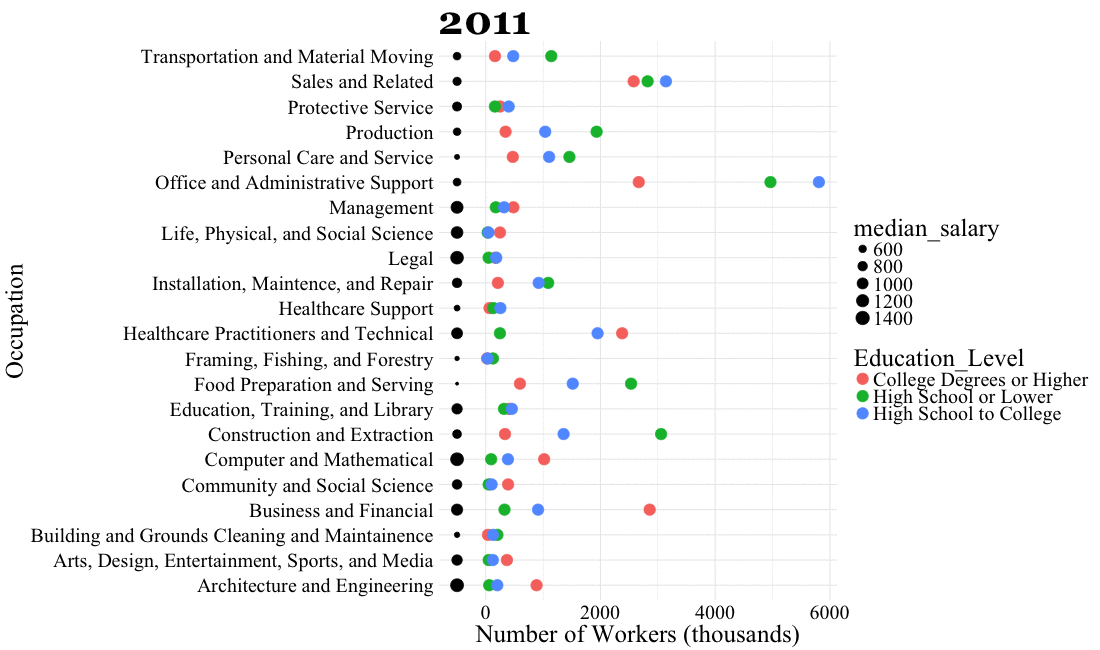 2011
Transportation and Material Moving
Sales and Related
Protective Service
Production
Personal Care and Service
Office and Administrative Support
Management
Life, Physical, and Social Science
Legal
Installation, Maintence, and Repair
Healthcare Support
Healthcare Practitioners and Technical
Framing, Fishing, and Forestry
Food Preparation and Serving
Education, Training, and Library
Construction and Extraction
Computer and Mathematical
Community and Social Science
Business and Financial
Building and Grounds Cleaning and Maintainence
Arts, Design, Entertainment, Sports, and Media
Architecture and Engineering
Occupation
0 2000 4000 6000
Number of Workers (thousands)
median_salary
600
800
1000
1200
1400
Education_Level
College Degrees or Higher
High School or Lower
High School to College